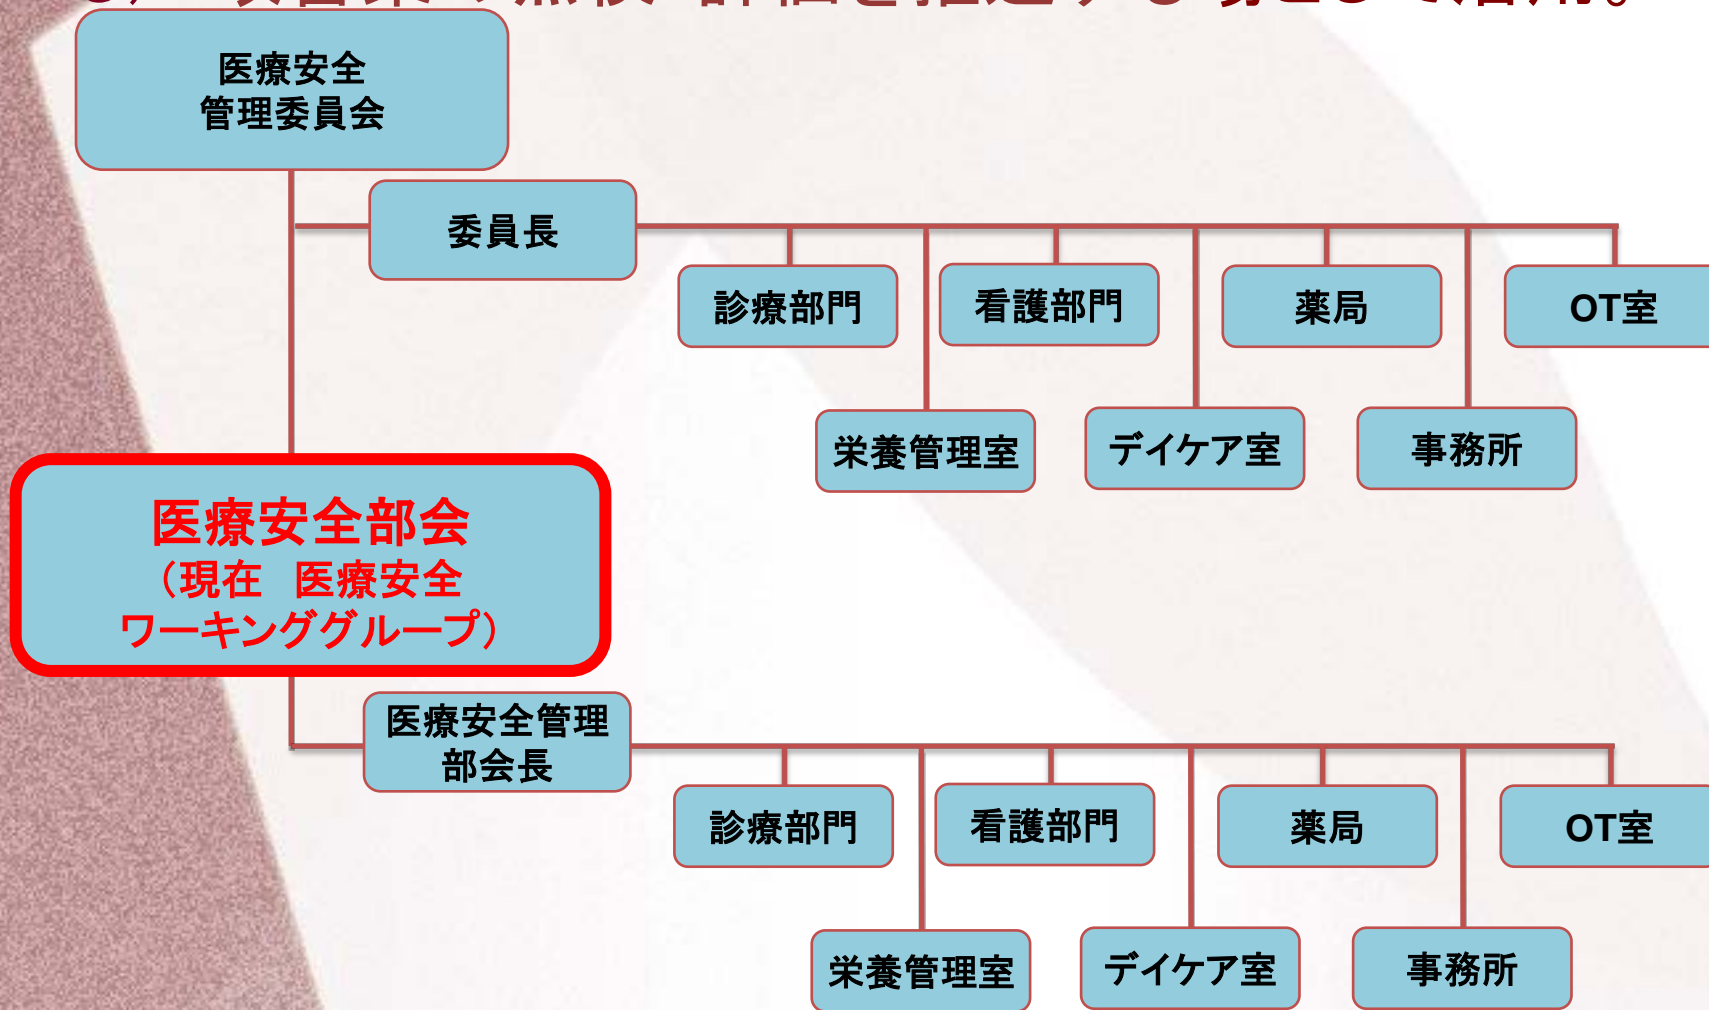 医療安全
管理委員会
委員長
診療部門
看護部門
薬局
OT室
栄養管理室
デイケア室
事務所
医療安全部会
（現在　医療安全
ワーキンググループ）
医療安全管理
部会長
診療部門
看護部門
薬局
OT室
栄養管理室
デイケア室
事務所